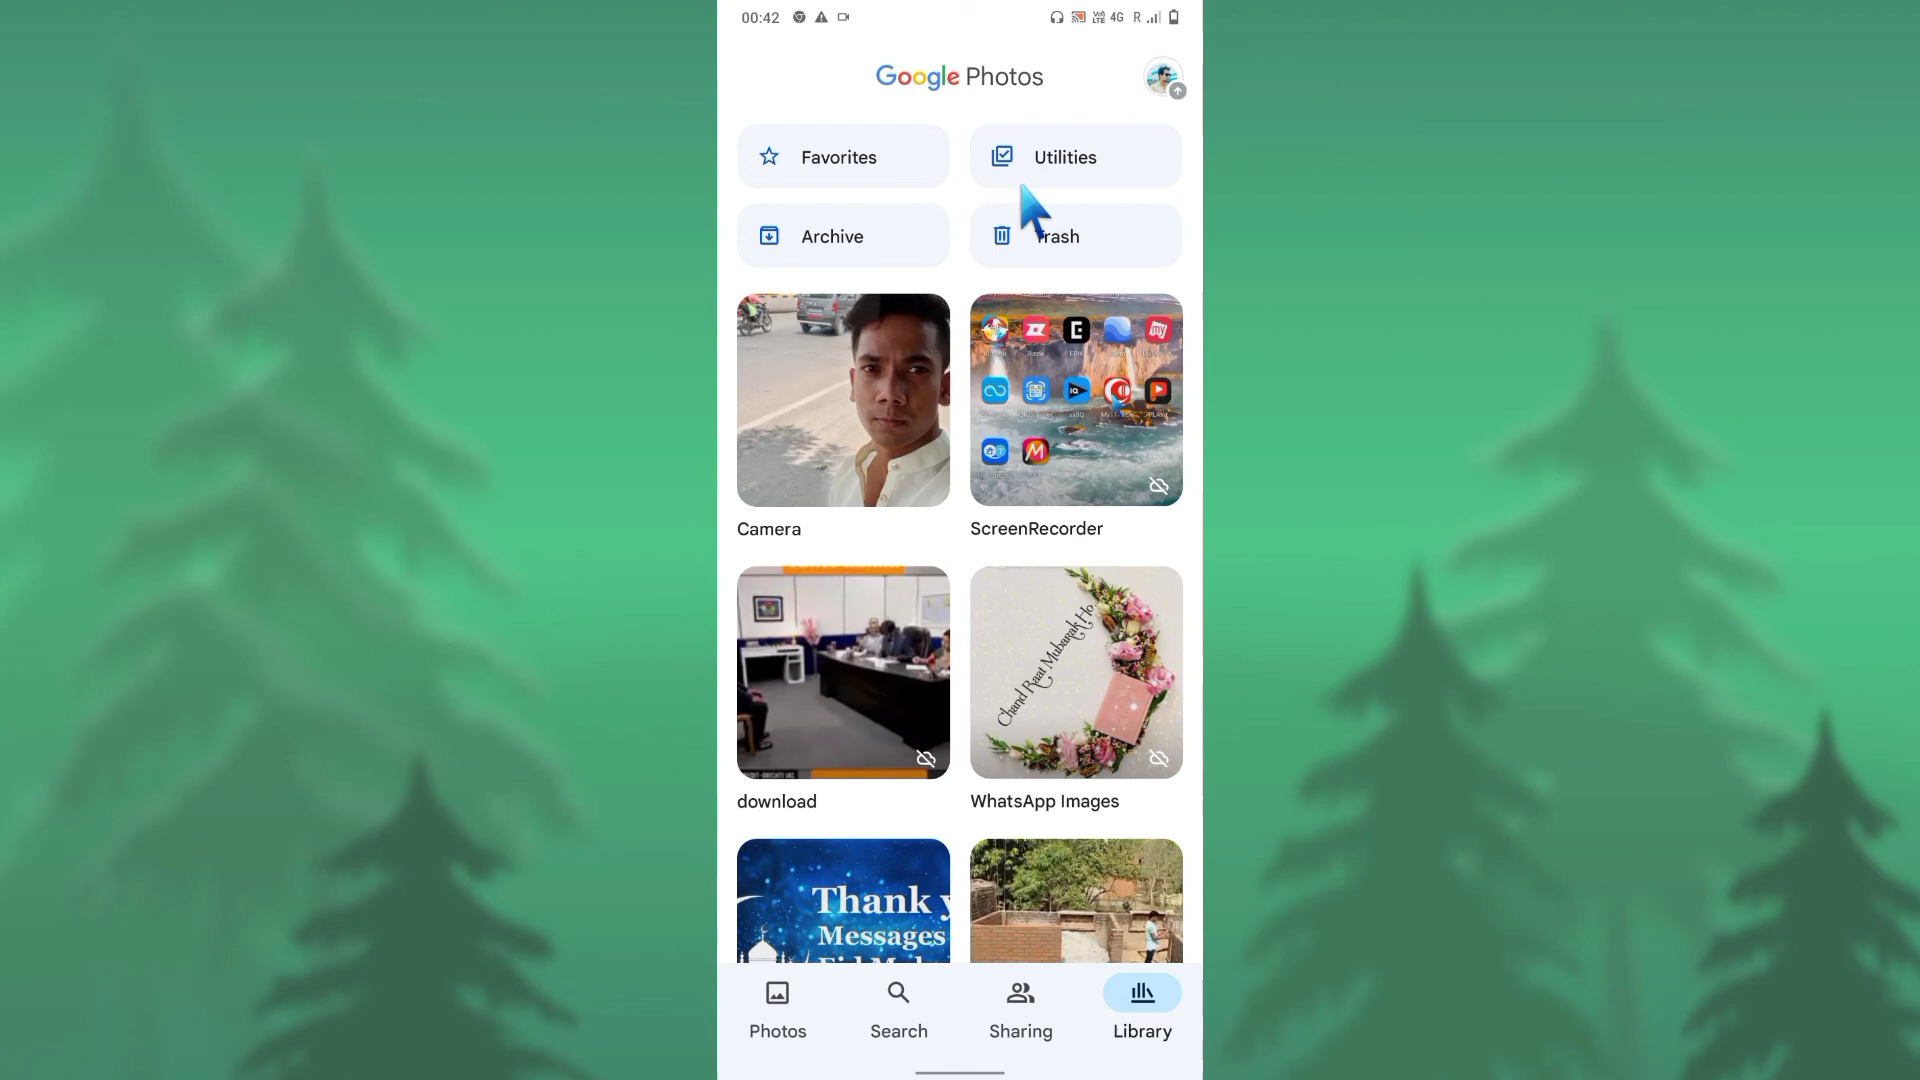 00:42
4G R
Google Photos
Favorites
Utilities
Archive
Trash
EPIK
Camera
ScreenRecorder
Chand Raat Mubarak Ho
download
WhatsApp Images
Thank y
Messages
Photos
Search
Sharing
Library